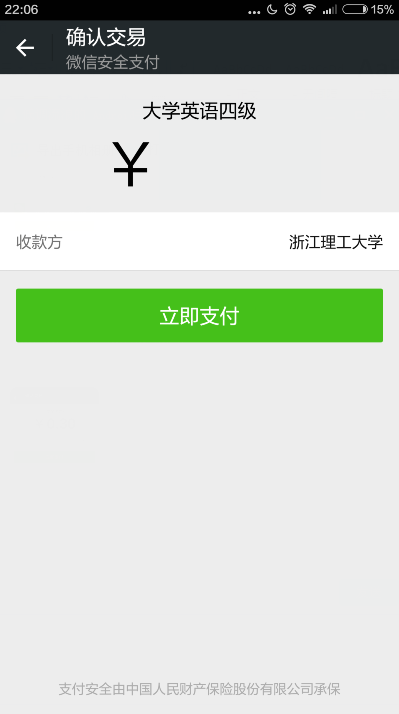 22:06
15%
确认交易
微信安全支付
大学英语四级
¥
收款方
浙江理工大学
立即支付
支付安全由中国人民财产保险股份有限公司承保